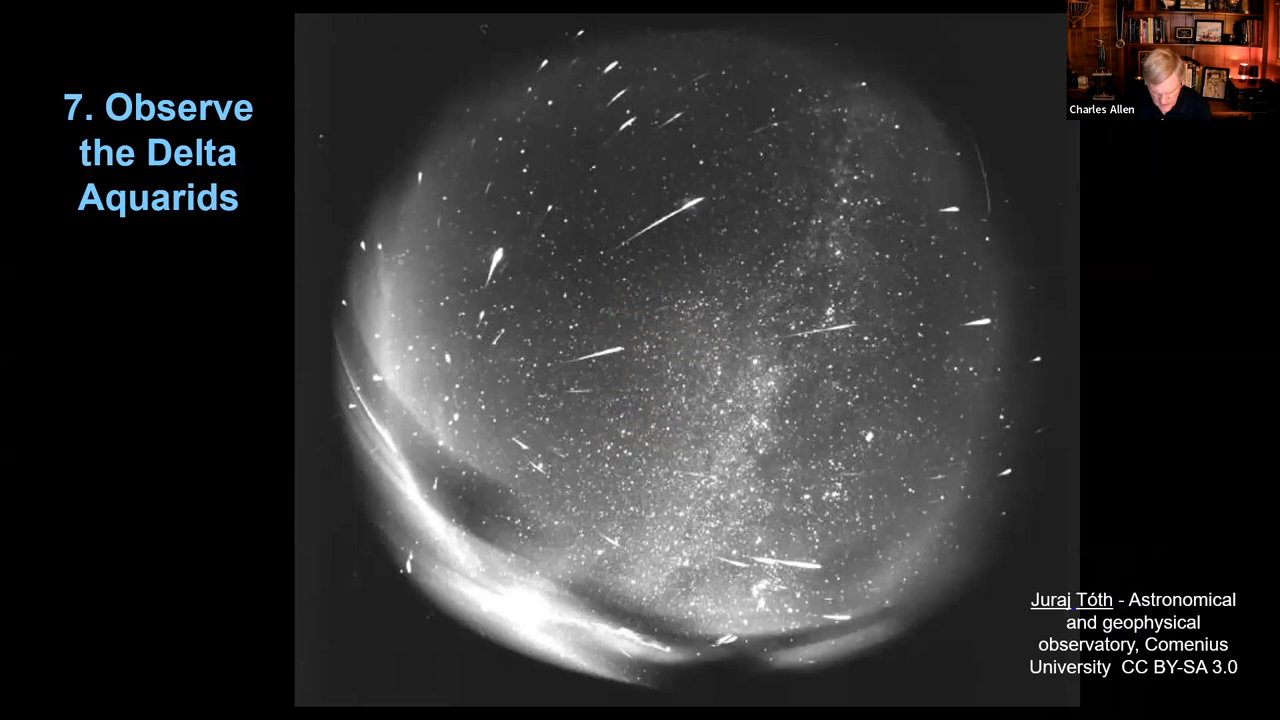 7. Observe
the Delta
Aquarids
Charles Allen
Juraj Tóth - Astronomical
and geophysical
observatory, Comenius
University CC BY-SA 3.0